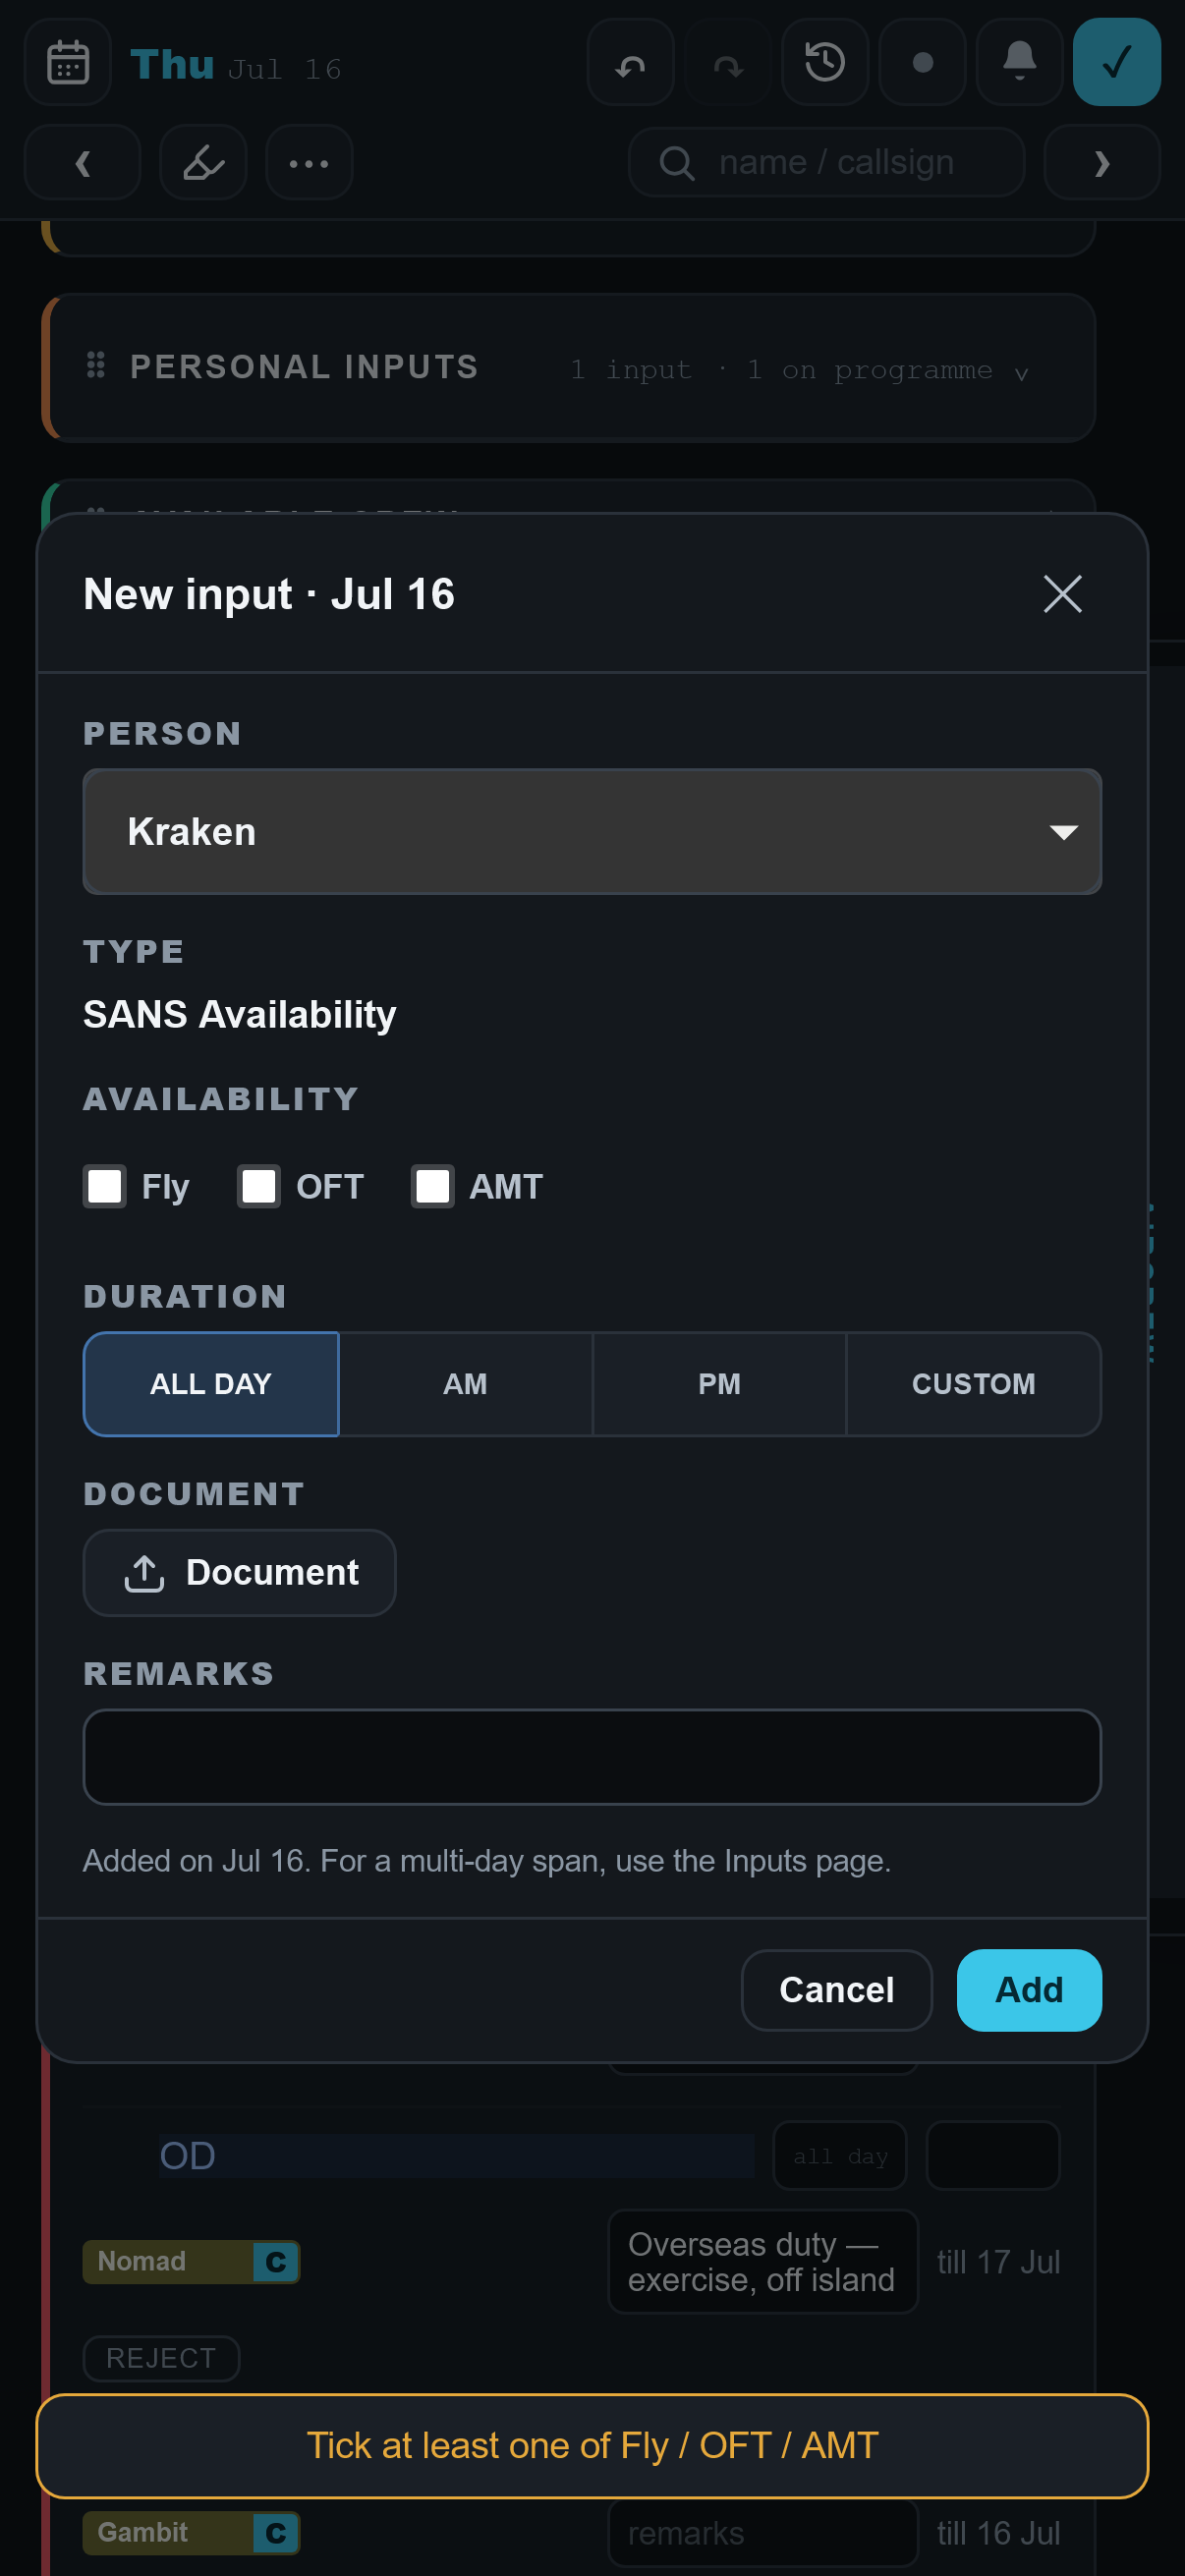 Thu Jul 16
name / callsign
PERSONAL INPUTS 1 input · 1 on programme
New input · Jul 16
PERSON
Kraken
TYPE
SANS Availability
AVAILABILITY
Fly OFT AMT
DURATION
ALL DAY AM PM CUSTOM
DOCUMENT
Document
REMARKS
Added on Jul 16. For a multi-day span, use the Inputs page.
Cancel Add
OD all day
Nomad C Overseas duty —
exercise, off island till 17 Jul
REJECT
Tick at least one of Fly / OFT / AMT
Gambit C remarks till 16 Jul